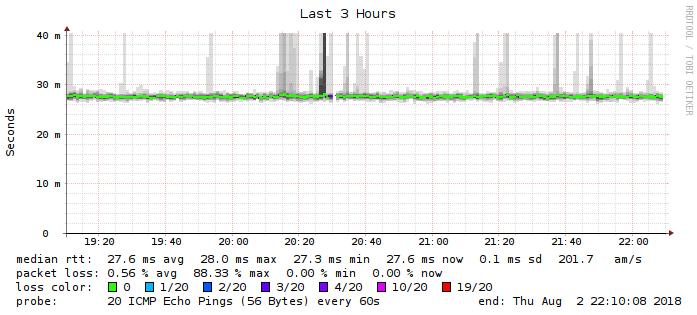 Last 3 Hours
RRDTOOL / TOBI OETIKER
Seconds
40 m
30 m
20 m
10 m
0
19:20 19:40 20:00 20:20 20:40 21:00 21:20 21:40 22:00
median rtt: 27.6 ms avg 28.0 ms max 27.3 ms min 27.6 ms now 0.1 ms sd 201.7 am/s
packet loss: 0.56 % avg 88.33 % max 0.00 % min 0.00 % now
loss color: 0 1/20 2/20 3/20 4/20 10/20 19/20
probe: 20 ICMP Echo Pings (56 Bytes) every 60s end: Thu Aug 2 22:10:08 2018